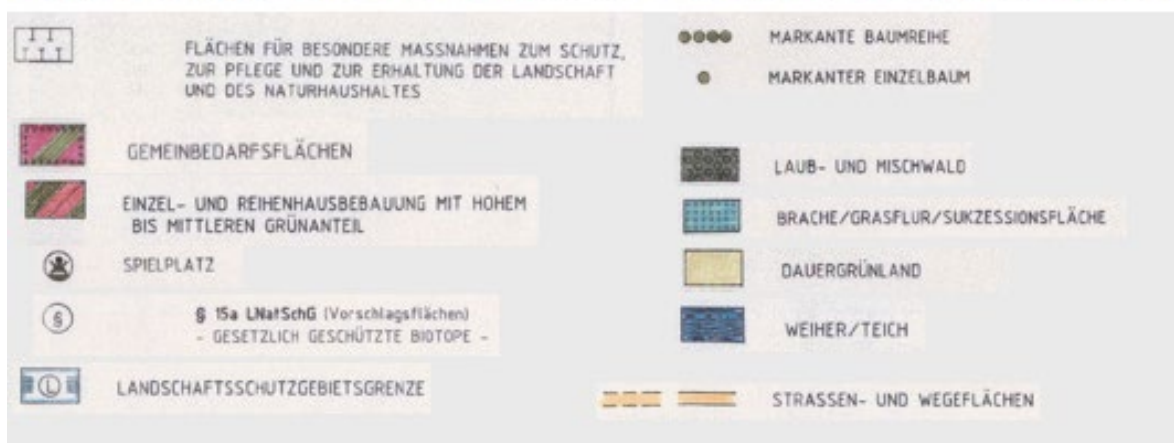 FLÄCHEN FÜR BESONDERE MASSNAHMEN ZUM SCHUTZ,
ZUR PFLEGE UND ZUR ERHALTUNG DER LANDSCHAFT
UND DES NATURHAUSHALTES
GEMEINBEDARFSFLÄCHEN
EINZEL- UND REIHENHAUSBEBAUUNG MIT HOHEM
BIS MITTLEREN GRÜNANTEIL
SPIELPLATZ
§
§ 15a LNatSchG (Vorschlagsflächen)
- GESETZLICH GESCHÜTZTE BIOTOPE -
L
LANDSCHAFTSSCHUTZGEBIETSGRENZE
MARKANTE BAUMREIHE
MARKANTER EINZELBAUM
LAUB- UND MISCHWALD
BRACHE/GRASFLUR/SUKZESSIONSFLÄCHE
DAUERGRÜNLAND
WEIHER/TEICH
STRASSEN- UND WEGEFLÄCHEN